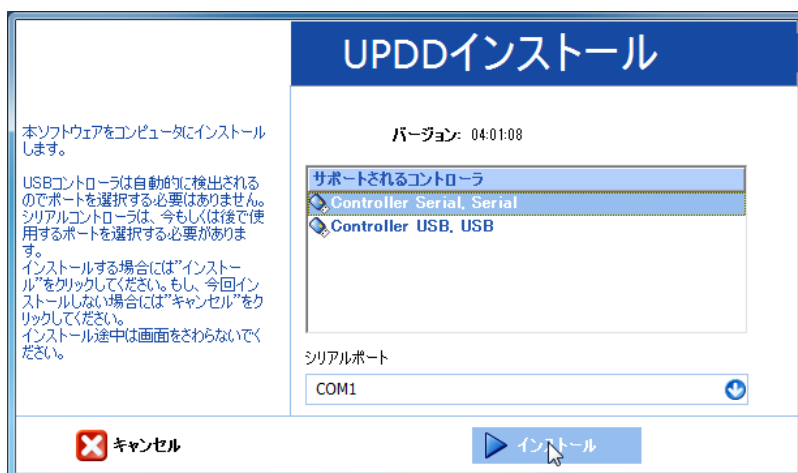 UPDDインストール
本ソフトウェアをコンピュータにインストール
します。
USBコントローラは自動的に検出される
のでポートを選択する必要はありません。
シリアルコントローラは、今もしくは後で使
用するポートを選択する必要がありま
す。
インストールする場合には"インストー
ル"をクリックしてください。もし、今回イン
ストールしない場合には"キャンセル"をク
リックしてください。
インストール途中は画面をさわらないでく
ださい。
バージョン: 04:01:08
サポートされるコントローラ
Controller Serial, Serial
Controller USB, USB
シリアルポート
COM1
キャンセル
インストール